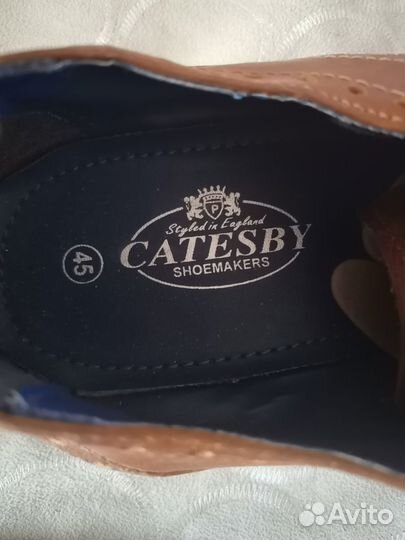 P
Styled in England
CATESBY
SHOEMAKERS
45
Avito